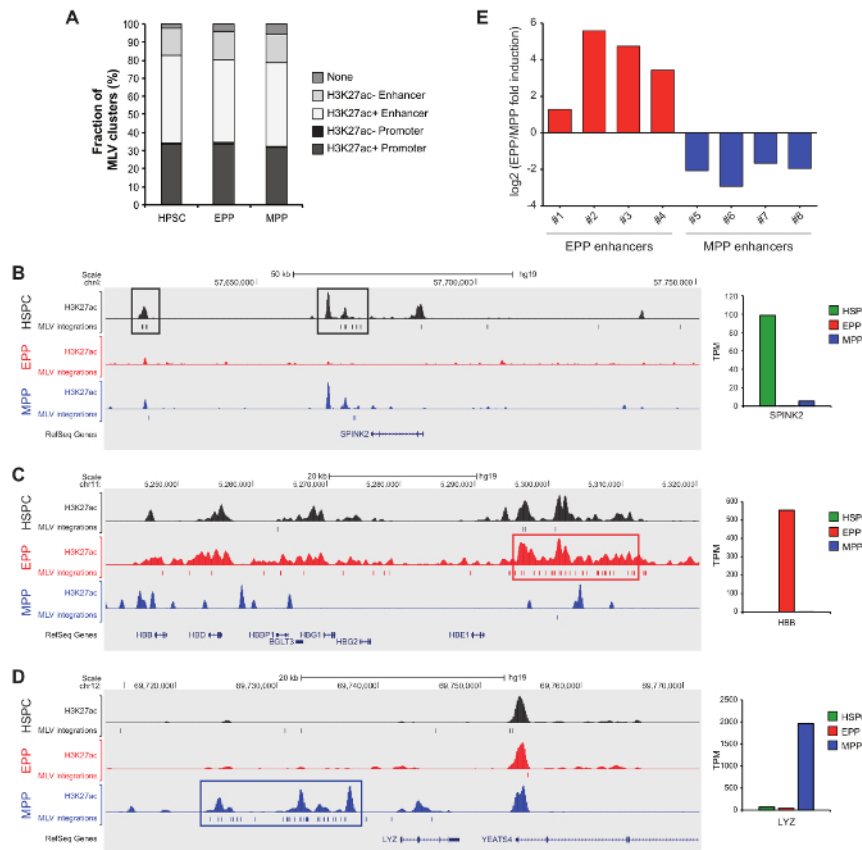 A
Fraction of
MLV clusters (%)
100
90
80
70
60
50
40
30
20
10
0
HPSC EPP MPP
None
H3K27ac- Enhancer
H3K27ac+ Enhancer
H3K27ac- Promoter
H3K27ac+ Promoter
E
log2 (EPP/MPP fold induction)
6
4
2
0
-2
-4
#1 #2 #3 #4 #5 #6 #7 #8
EPP enhancers MPP enhancers
B
Scale 50 kb hg19
chr4: 57,650,000 57,700,000 57,750,000
HSPC
H3K27ac
MLV integrations
EPP
H3K27ac
MLV integrations
MPP
H3K27ac
MLV integrations
RefSeq Genes
SPINK2
TPM
120
100
80
60
40
20
0
SPINK2
HSPC
EPP
MPP
C
Scale 20 kb hg19
chr11: 5,250,000 5,260,000 5,270,000 5,280,000 5,290,000 5,300,000 5,310,000 5,320,000
HSPC
H3K27ac
MLV integrations
EPP
H3K27ac
MLV integrations
MPP
H3K27ac
MLV integrations
RefSeq Genes
HBB HBD HBBP1 HBG1 HBE1
BGLT3 HBG2
TPM
600
500
400
300
200
100
0
HBB
HSPC
EPP
MPP
D
Scale 20 kb hg19
chr12: 69,720,000 69,730,000 69,740,000 69,750,000 69,760,000 69,770,000
HSPC
H3K27ac
MLV integrations
EPP
H3K27ac
MLV integrations
MPP
H3K27ac
MLV integrations
RefSeq Genes
LYZ YEATS4
TPM
2500
2000
1500
1000
500
0
LYZ
HSPC
EPP
MPP